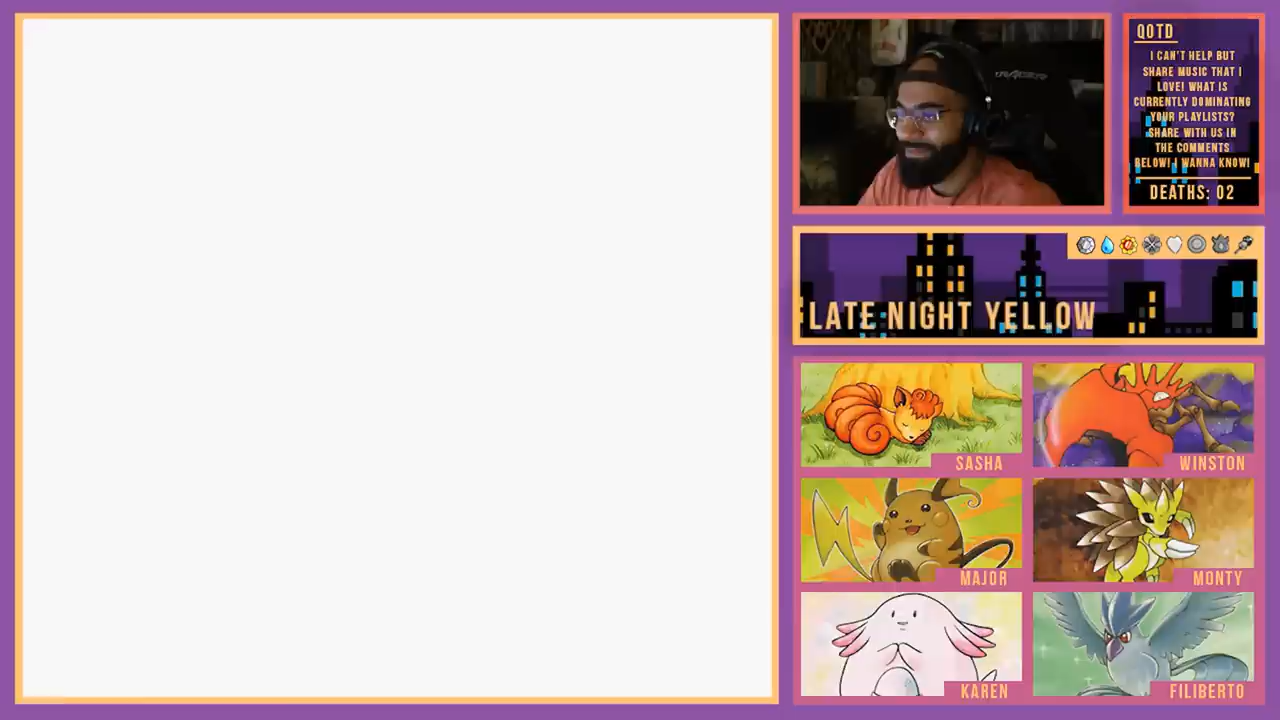 QOTD
I CAN'T HELP BUT
SHARE MUSIC THAT I
LOVE! WHAT IS
CURRENTLY DOMINATING
YOUR PLAYLISTS?
SHARE WITH US IN
THE COMMENTS
BELOW! I WANNA KNOW!
DEATHS: 02
LATE NIGHT YELLOW
SASHA
WINSTON
MAJOR
MONTY
KAREN
FILIBERTO